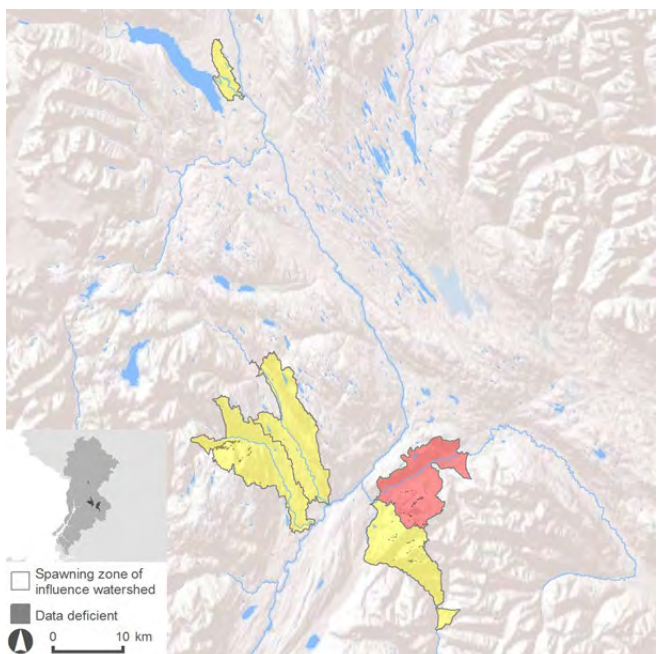 Spawning zone of
influence watershed
Data deficient
0 10 km